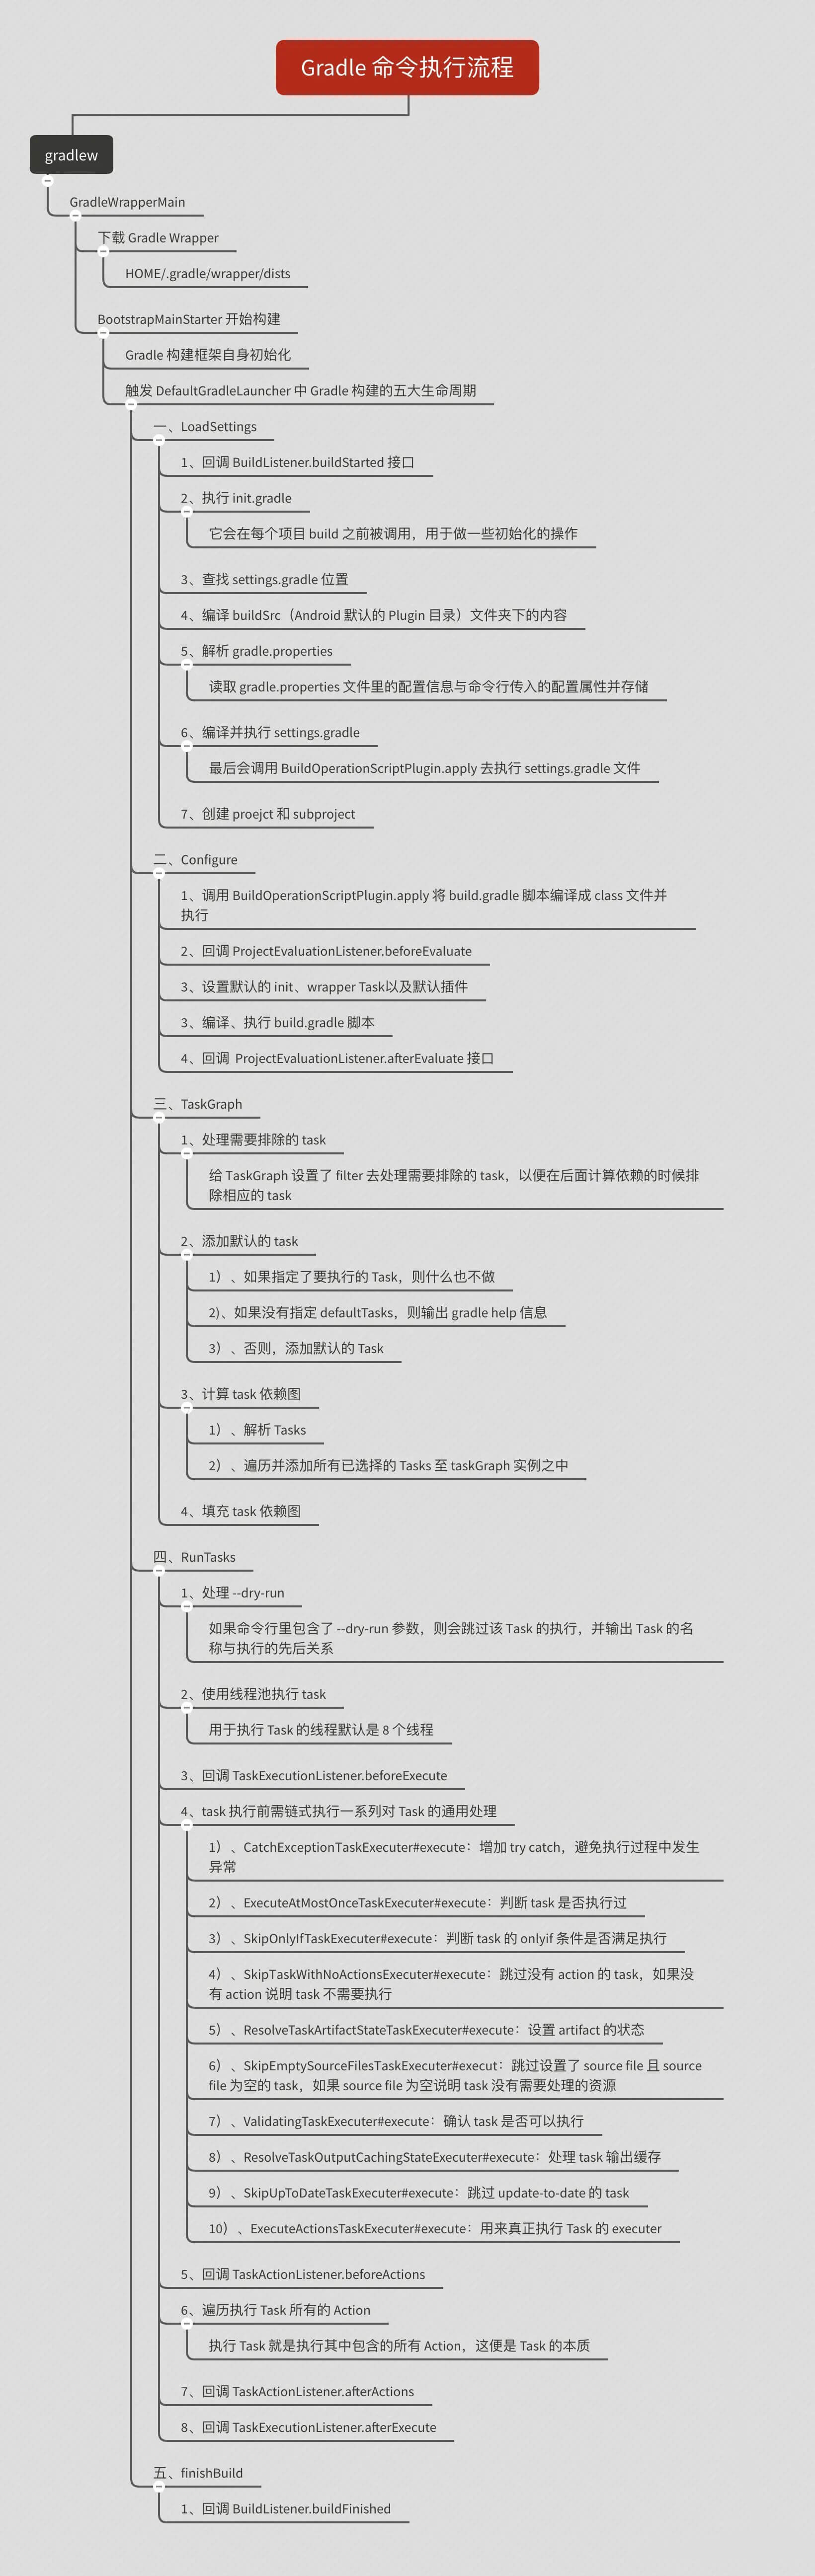 Gradle 命令执行流程
gradlew
GradleWrapperMain
下载 Gradle Wrapper
HOME/.gradle/wrapper/dists
BootstrapMainStarter 开始构建
Gradle 构建框架自身初始化
触发 DefaultGradleLauncher 中 Gradle 构建的五大生命周期
一、LoadSettings
1、回调 BuildListener.buildStarted 接口
2、执行 init.gradle
它会在每个项目 build 之前被调用，用于做一些初始化的操作
3、查找 settings.gradle 位置
4、编译 buildSrc（Android 默认的 Plugin 目录）文件夹下的内容
5、解析 gradle.properties
读取 gradle.properties 文件里的配置信息与命令行传入的配置属性并存储
6、编译并执行 settings.gradle
最后会调用 BuildOperationScriptPlugin.apply 去执行 settings.gradle 文件
7、创建 proejct 和 subproject
二、Configure
1、调用 BuildOperationScriptPlugin.apply 将 build.gradle 脚本编译成 class 文件并
执行
2、回调 ProjectEvaluationListener.beforeEvaluate
3、设置默认的 init、wrapper Task以及默认插件
3、编译、执行 build.gradle 脚本
4、回调  ProjectEvaluationListener.afterEvaluate 接口
三、TaskGraph
1、处理需要排除的 task
给 TaskGraph 设置了 filter 去处理需要排除的 task，以便在后面计算依赖的时候排
除相应的 task
2、添加默认的 task
1）、如果指定了要执行的 Task，则什么也不做
2)、如果没有指定 defaultTasks，则输出 gradle help 信息
3）、否则，添加默认的 Task
3、计算 task 依赖图
1）、解析 Tasks
2）、遍历并添加所有已选择的 Tasks 至 taskGraph 实例之中
4、填充 task 依赖图
四、RunTasks
1、处理 --dry-run
如果命令行里包含了 --dry-run 参数，则会跳过该 Task 的执行，并输出 Task 的名
称与执行的先后关系
2、使用线程池执行 task
用于执行 Task 的线程默认是 8 个线程
3、回调 TaskExecutionListener.beforeExecute
4、task 执行前需链式执行一系列对 Task 的通用处理
1）、CatchExceptionTaskExecuter#execute：增加 try catch，避免执行过程中发生
异常
2）、ExecuteAtMostOnceTaskExecuter#execute：判断 task 是否执行过
3）、SkipOnlyIfTaskExecuter#execute：判断 task 的 onlyif 条件是否满足执行
4）、SkipTaskWithNoActionsExecuter#execute：跳过没有 action 的 task，如果没
有 action 说明 task 不需要执行
5）、ResolveTaskArtifactStateTaskExecuter#execute：设置 artifact 的状态
6）、SkipEmptySourceFilesTaskExecuter#execut：跳过设置了 source file 且 source
file 为空的 task，如果 source file 为空说明 task 没有需要处理的资源
7）、ValidatingTaskExecuter#execute：确认 task 是否可以执行
8）、ResolveTaskOutputCachingStateExecuter#execute：处理 task 输出缓存
9）、SkipUpToDateTaskExecuter#execute：跳过 update-to-date 的 task
10）、ExecuteActionsTaskExecuter#execute：用来真正执行 Task 的 executer
5、回调 TaskActionListener.beforeActions
6、遍历执行 Task 所有的 Action
执行 Task 就是执行其中包含的所有 Action，这便是 Task 的本质
7、回调 TaskActionListener.afterActions
8、回调 TaskExecutionListener.afterExecute
五、finishBuild
1、回调 BuildListener.buildFinished